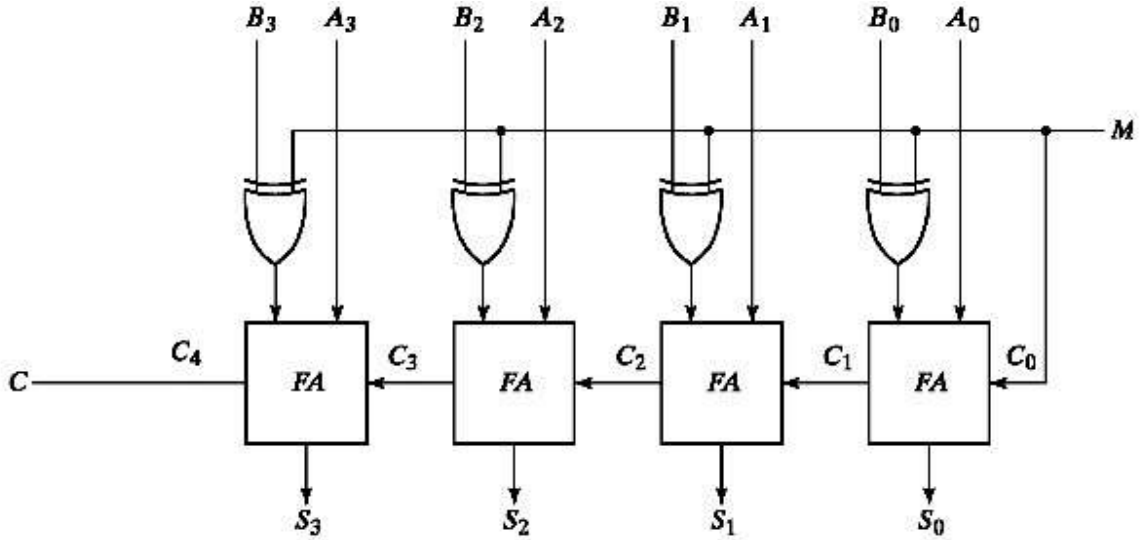 B₃ A₃ B₂ A₂ B₁ A₁ B₀ A₀
M
C₄ C₃ C₂ C₁ C₀
C FA FA FA FA
S₃ S₂ S₁ S₀